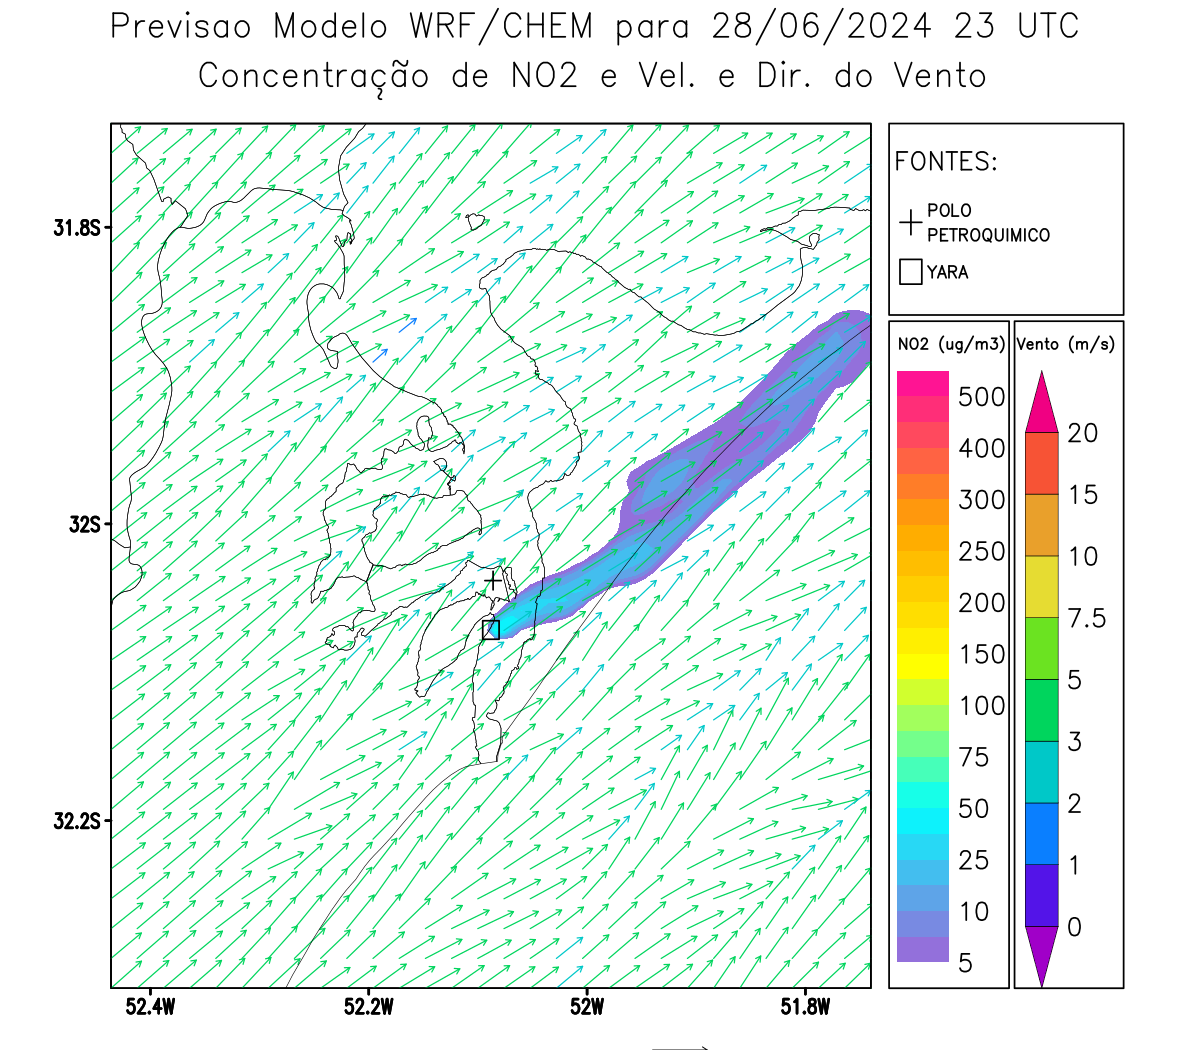 Previsao Modelo WRF/CHEM para 28/06/2024 23 UTC
Concentração de NO2 e Vel. e Dir. do Vento
FONTES:
POLO
PETROQUIMICO
YARA
31.8S
32S
32.2S
52.4W 52.2W 52W 51.8W
NO2 (ug/m3)
500
400
300
250
200
150
100
75
50
25
10
5
Vento (m/s)
20
15
10
7.5
5
3
2
1
0